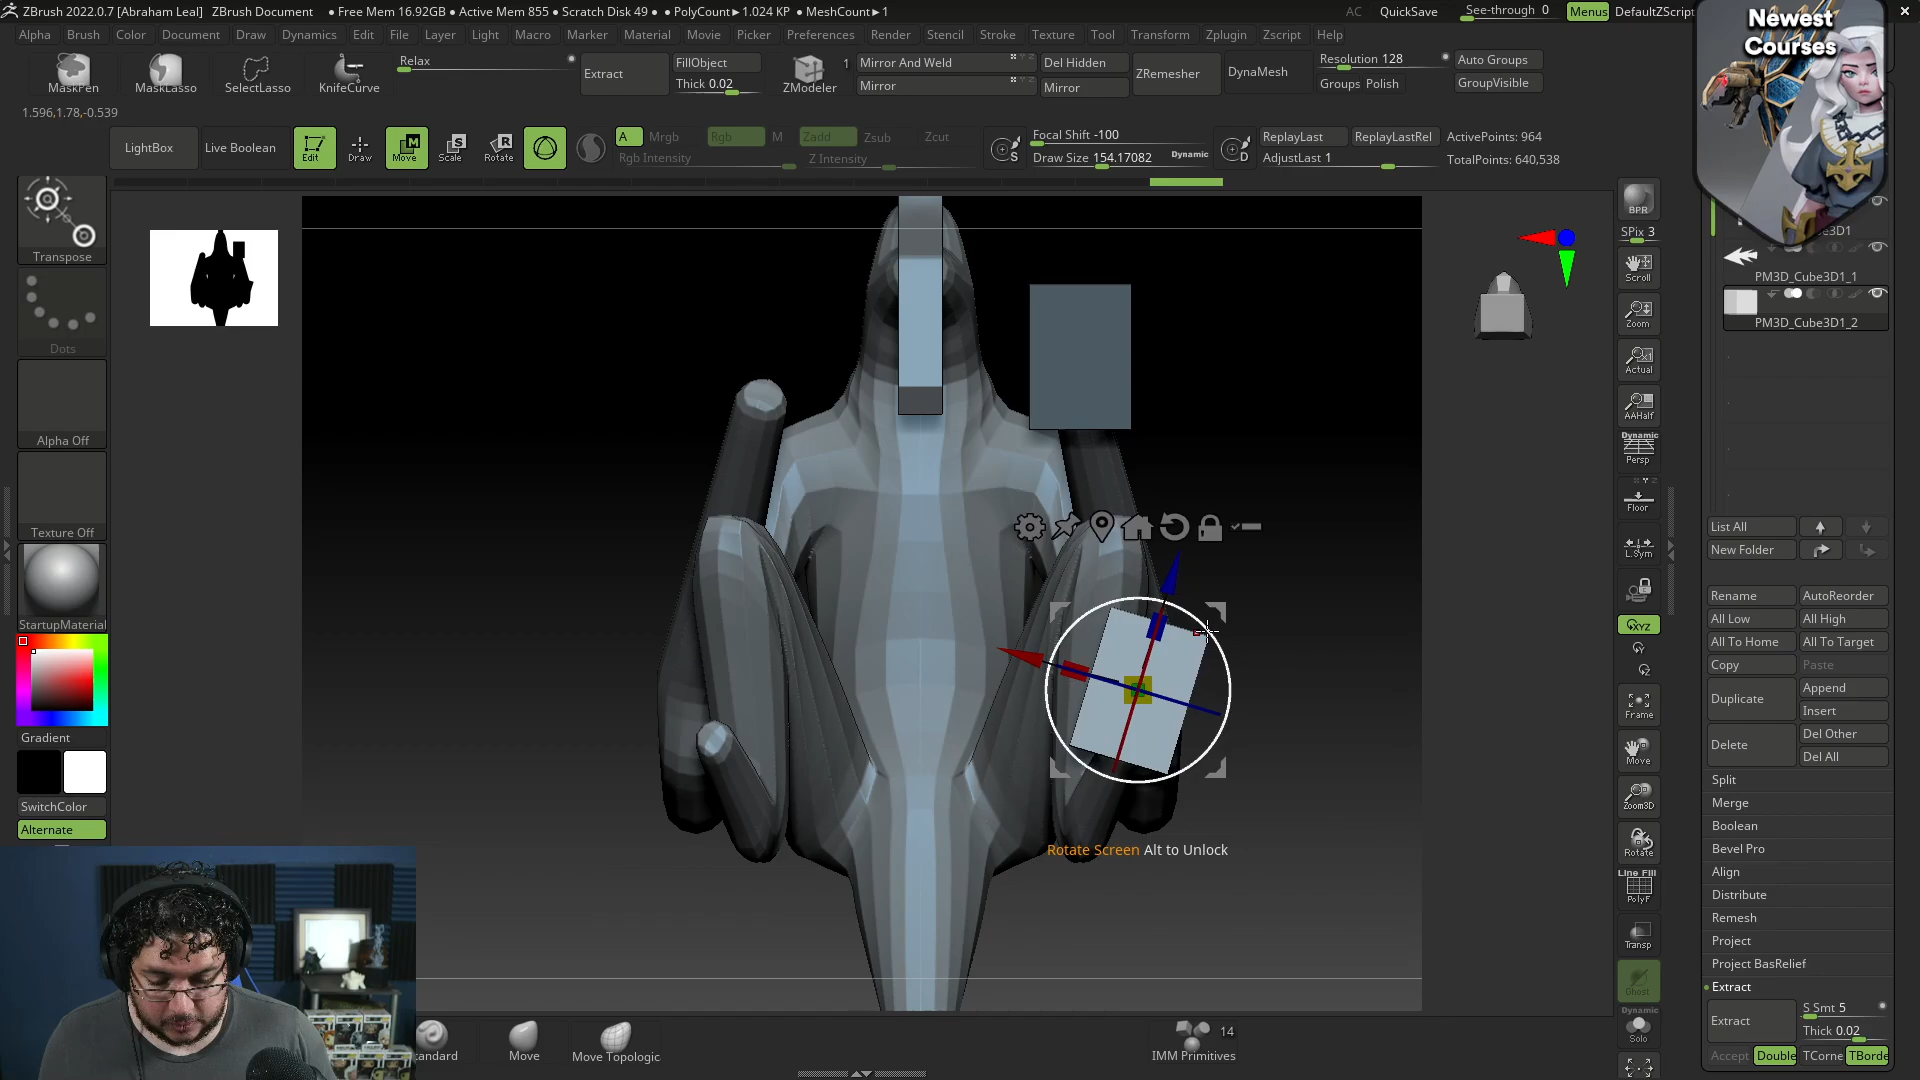 ZBrush 2022.0.7 [Abraham Leal] ZBrush Document • Free Mem 16.92GB • Active Mem 855 • Scratch Disk 49 • PolyCount► 1.024 KP • MeshCount►1 AC QuickSave See-through 0 Menus DefaultZScript
Alpha Brush Color Document Draw Dynamics Edit File Layer Light Macro Marker Material Movie Picker Preferences Render Stencil Stroke Texture Tool Transform Zplugin Zscript Help
Newest
Courses
MaskPen MaskLasso SelectLasso KnifeCurve Relax Extract FillObject Thick 0.02 ZModeler 1 Mirror And Weld Mirror Del Hidden Mirror ZRemesher DynaMesh Resolution 128 Groups Polish Auto Groups GroupVisible
1.596,1.78,-0.539
LightBox Live Boolean Edit Draw Move Scale Rotate A Mrgb Rgb M Zadd Zsub Zcut
Rgb Intensity Z Intensity
S Focal Shift -100 Draw Size 154.17082 Dynamic D ReplayLast ReplayLastRel AdjustLast 1 ActivePoints: 964 TotalPoints: 640,538
Transpose
Dots
Alpha Off
Texture Off
StartupMaterial
Gradient
SwitchColor
Alternate
Rotate Screen Alt to Unlock
Move
Move Topologic
IMM Primitives
14
BPR
SPix 3
Scroll
Zoom
Actual
AAHalf
Dynamic
Persp
Floor
L.Sym
XYZ
Frame
Move
Zoom3D
Rotate
Line Fill
PolyF
Transp
Ghost
Dynamic
Solo
PM3D_Cube3D1_1
PM3D_Cube3D1_2
List All
New Folder
Rename AutoReorder
All Low All High
All To Home All To Target
Copy Paste
Duplicate Append
Insert
Delete Del Other
Del All
Split
Merge
Boolean
Bevel Pro
Align
Distribute
Remesh
Project
Project BasRelief
Extract
Extract S Smt 5
Thick 0.02
Accept Double TCorne TBorde